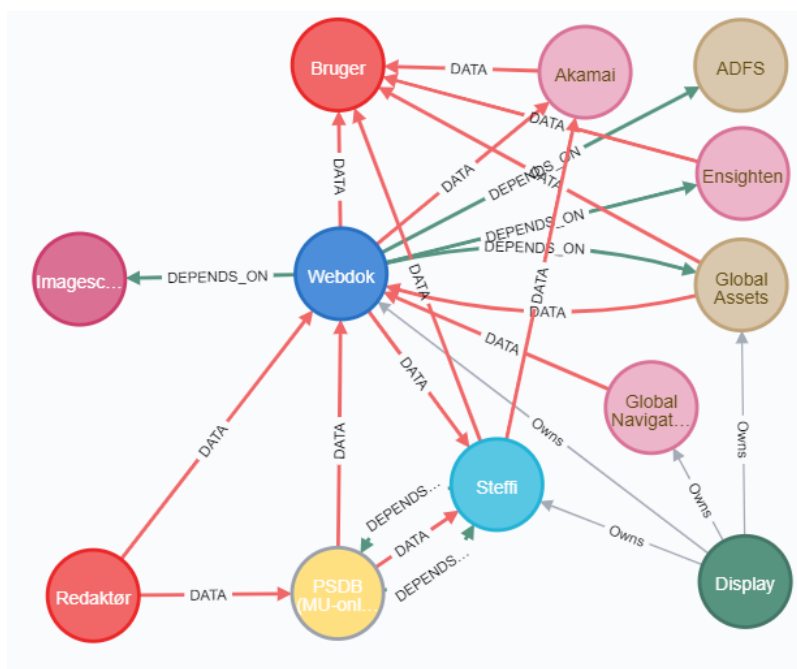 Bruger
DATA
Akamai
ADFS
DATA
DATA
DATA
DEPENDS_ON
DATA
Ensighten
DEPENDS_ON
DEPENDS_ON
Imagesc...
DEPENDS_ON
Webdok
DATA
DATA
Global
Assets
DATA
DATA
DATA
Global
Navigat...
DATA
DATA
Owns
Owns
Owns
Steffi
DEPENDS...
DATA
DEPENDS...
Owns
Redaktør
DATA
PSDB
(MU-onl...
Display